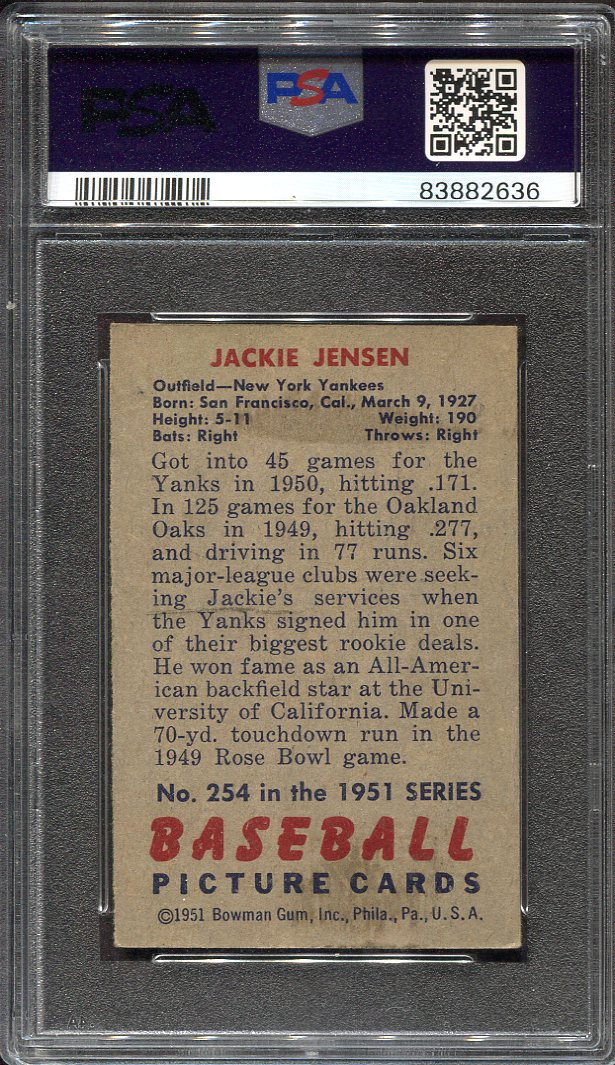 PSA
PSA
83882636
JACKIE JENSEN
Outfield—New York Yankees
Born: San Francisco, Cal., March 9, 1927
Height: 5-11 Weight: 190
Bats: Right Throws: Right
Got into 45 games for the
Yanks in 1950, hitting .171.
In 125 games for the Oakland
Oaks in 1949, hitting .277,
and driving in 77 runs. Six
major-league clubs were seek-
ing Jackie's services when
the Yanks signed him in one
of their biggest rookie deals.
He won fame as an All-Amer-
ican backfield star at the Uni-
versity of California. Made a
70-yd. touchdown run in the
1949 Rose Bowl game.
No. 254 in the 1951 SERIES
BASEBALL
PICTURE CARDS
©1951 Bowman Gum, Inc., Phila., Pa., U.S.A.